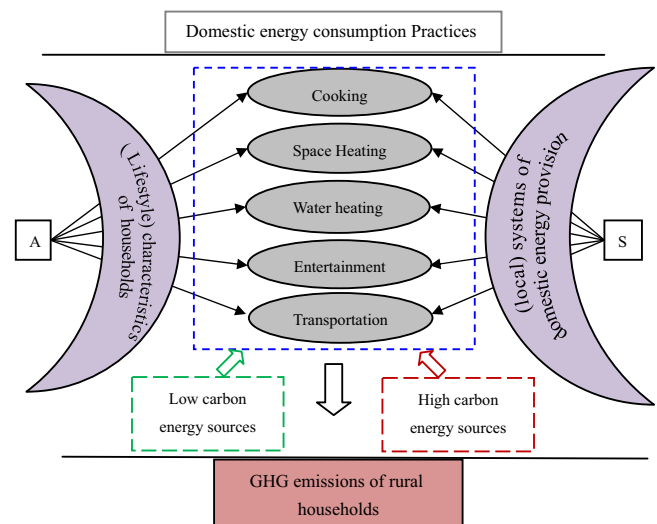 Domestic energy consumption Practices
Cooking
Space Heating
Water heating
Entertainment
Transportation
A
( Lifestyle) characteristics
of households
(local) systems of
domestic energy provision
S
Low carbon
energy sources
High carbon
energy sources
GHG emissions of rural
households